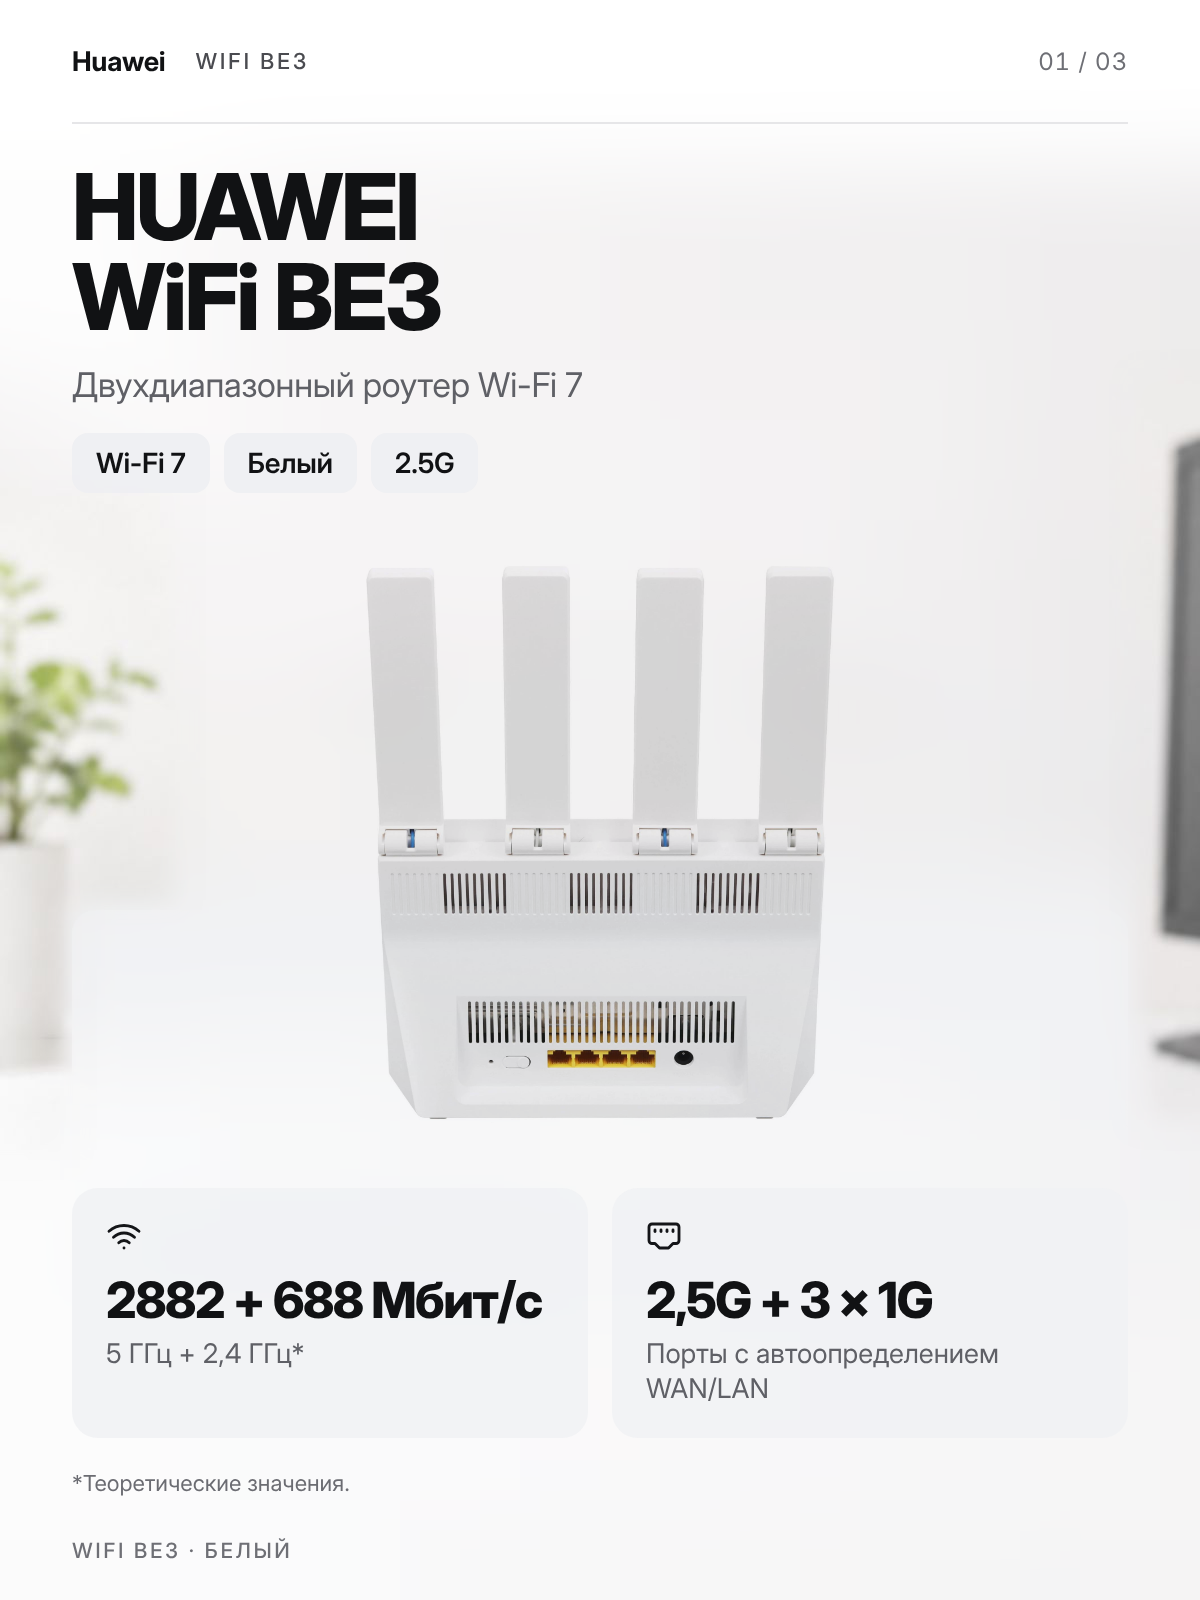 Huawei WIFI BE3 01 / 03
HUAWEI
WiFi BE3
Двухдиапазонный роутер Wi-Fi 7
Wi-Fi 7 Белый 2.5G
2882 + 688 Мбит/с
5 ГГц + 2,4 ГГц*
2,5G + 3 × 1G
Порты с автоопределением
WAN/LAN
*Теоретические значения.
WIFI BE3 · БЕЛЫЙ